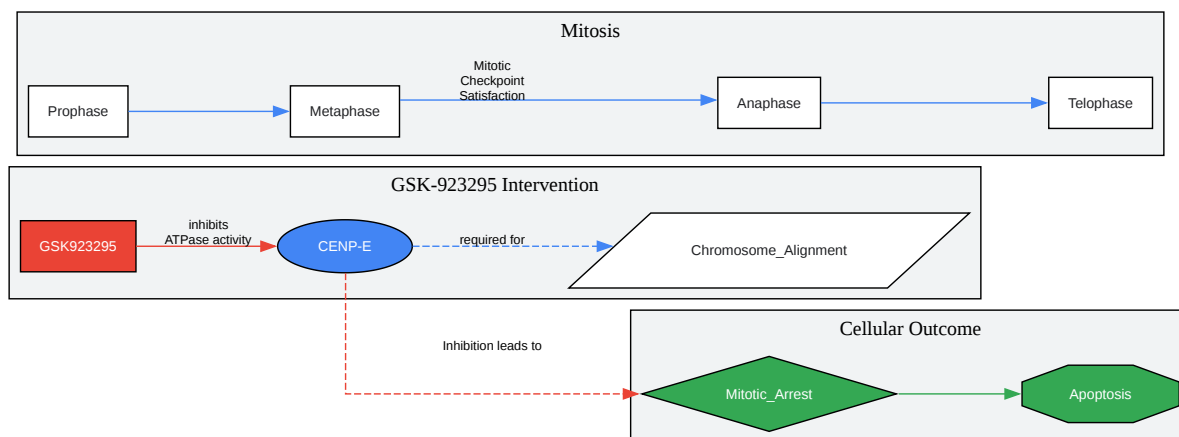 Mitosis
Prophase
Metaphase
Mitotic
Checkpoint
Satisfaction
Anaphase
Telophase
GSK-923295 Intervention
GSK923295
inhibits
ATPase activity
CENP-E
required for
Chromosome_Alignment
Inhibition leads to
Cellular Outcome
Mitotic_Arrest
Apoptosis